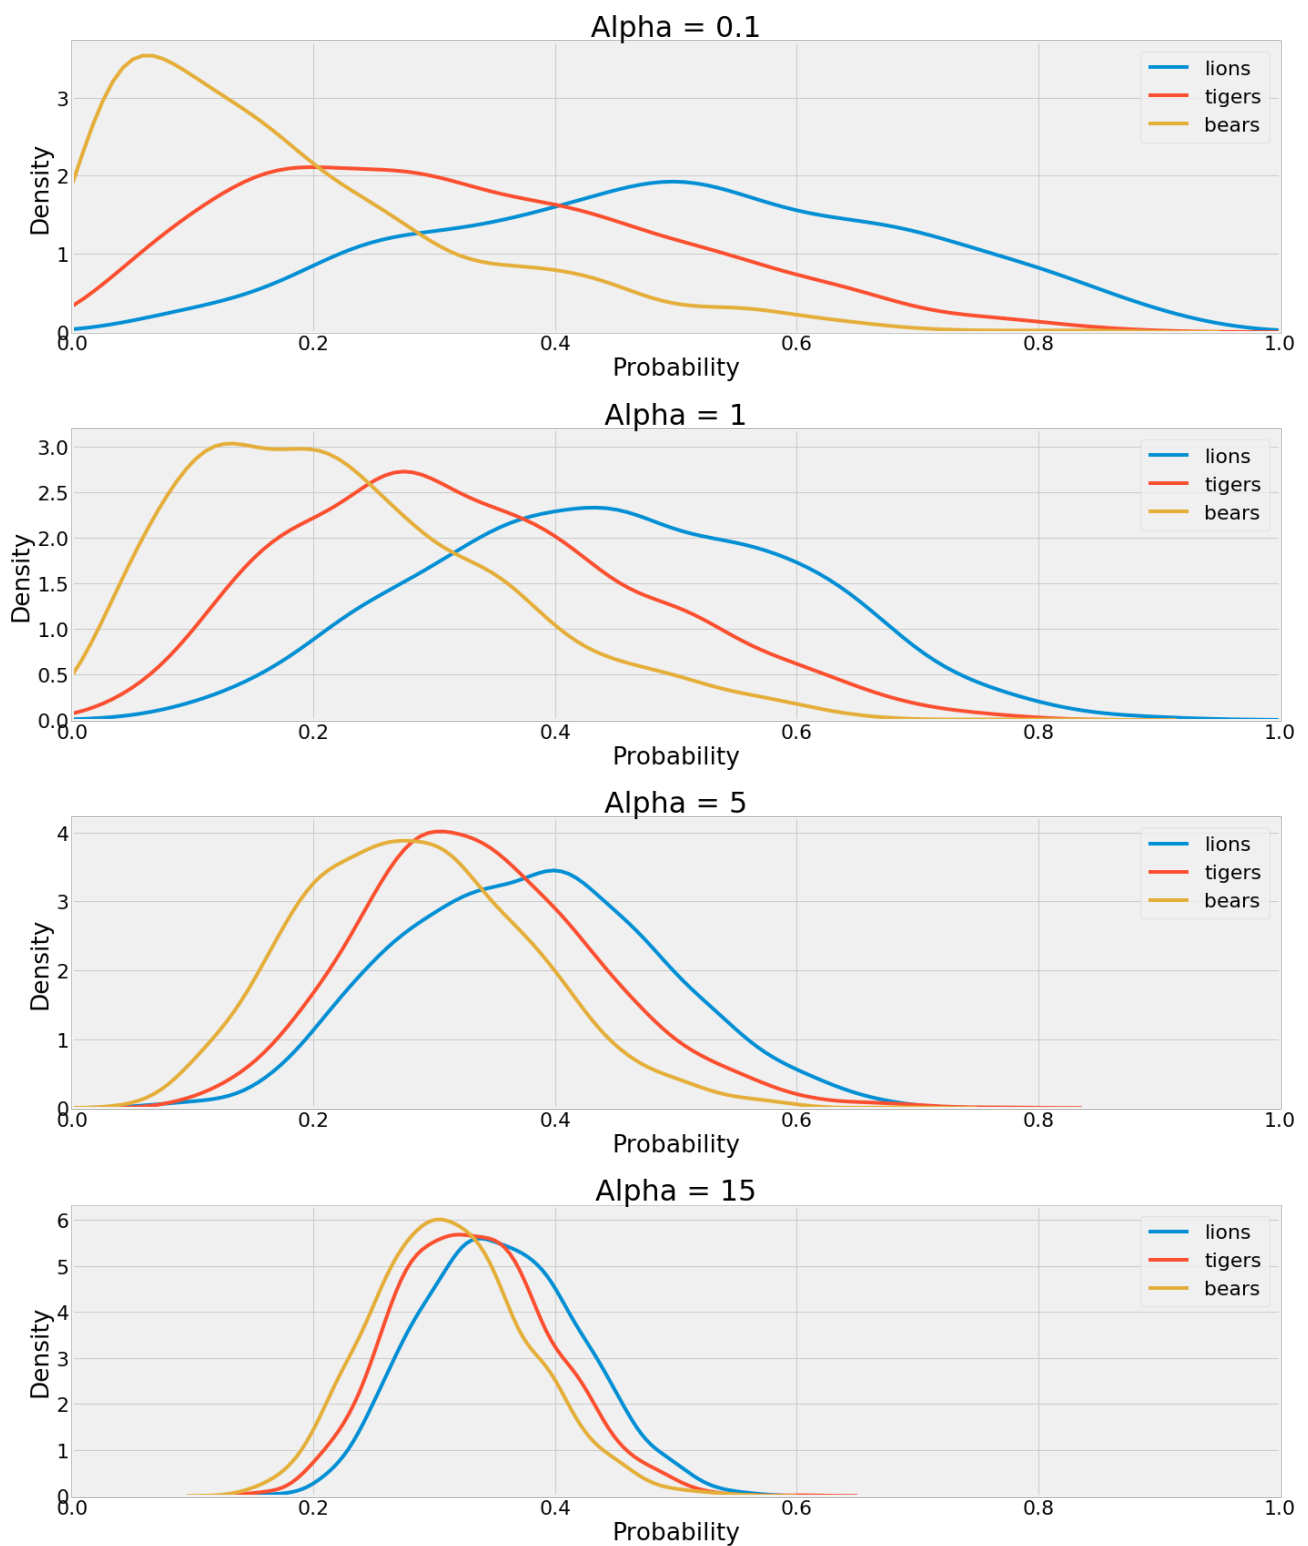 Alpha = 0.1
3
2
1
0
Density
lions
tigers
bears
0.0 0.2 0.4 0.6 0.8 1.0
Probability
Alpha = 1
3.0
2.5
2.0
1.5
1.0
0.5
0.0
Density
lions
tigers
bears
0.0 0.2 0.4 0.6 0.8 1.0
Probability
Alpha = 5
4
3
2
1
0
Density
lions
tigers
bears
0.0 0.2 0.4 0.6 0.8 1.0
Probability
Alpha = 15
6
5
4
3
2
1
0
Density
lions
tigers
bears
0.0 0.2 0.4 0.6 0.8 1.0
Probability